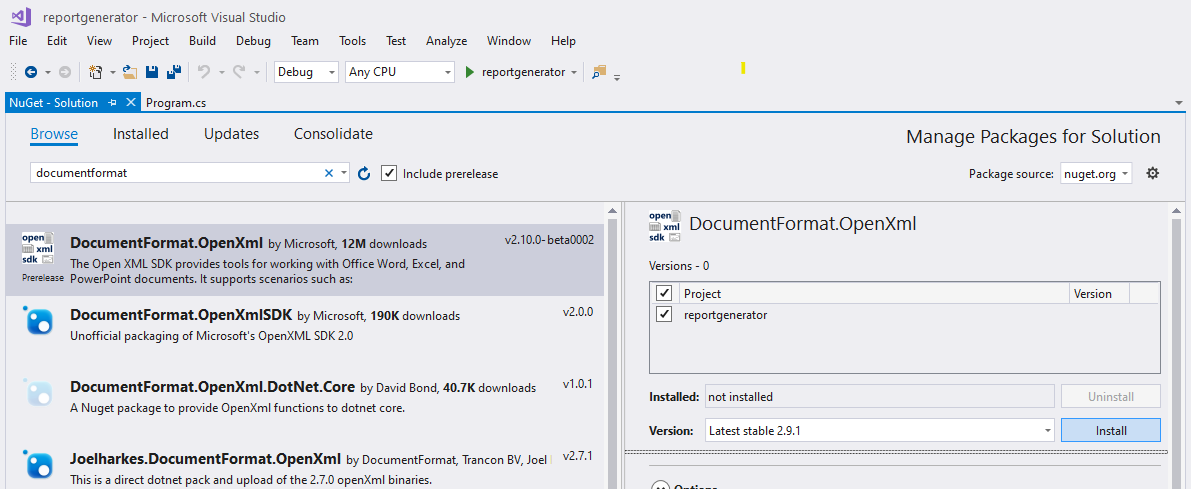 reportgenerator - Microsoft Visual Studio
File Edit View Project Build Debug Team Tools Test Analyze Window Help
Debug Any CPU reportgenerator
NuGet - Solution Program.cs
Browse Installed Updates Consolidate
Manage Packages for Solution
documentformat
Include prerelease
Package source: nuget.org
open xml sdk
Prerelease
DocumentFormat.OpenXml by Microsoft, 12M downloads
v2.10.0-beta0002
The Open XML SDK provides tools for working with Office Word, Excel, and
PowerPoint documents. It supports scenarios such as:
DocumentFormat.OpenXmlSDK by Microsoft, 190K downloads
v2.0.0
Unofficial packaging of Microsoft's OpenXML SDK 2.0
DocumentFormat.OpenXml.DotNet.Core by David Bond, 40.7K downloads
v1.0.1
A Nuget package to provide OpenXml functions to dotnet core.
Joelharkes.DocumentFormat.OpenXml by DocumentFormat, Trancon BV, Joel
v2.7.1
This is a direct dotnet pack and upload of the 2.7.0 openXml binaries.
open xml sdk
DocumentFormat.OpenXml
Versions - 0
Project Version
reportgenerator
Installed: not installed Uninstall
Version: Latest stable 2.9.1 Install
Options